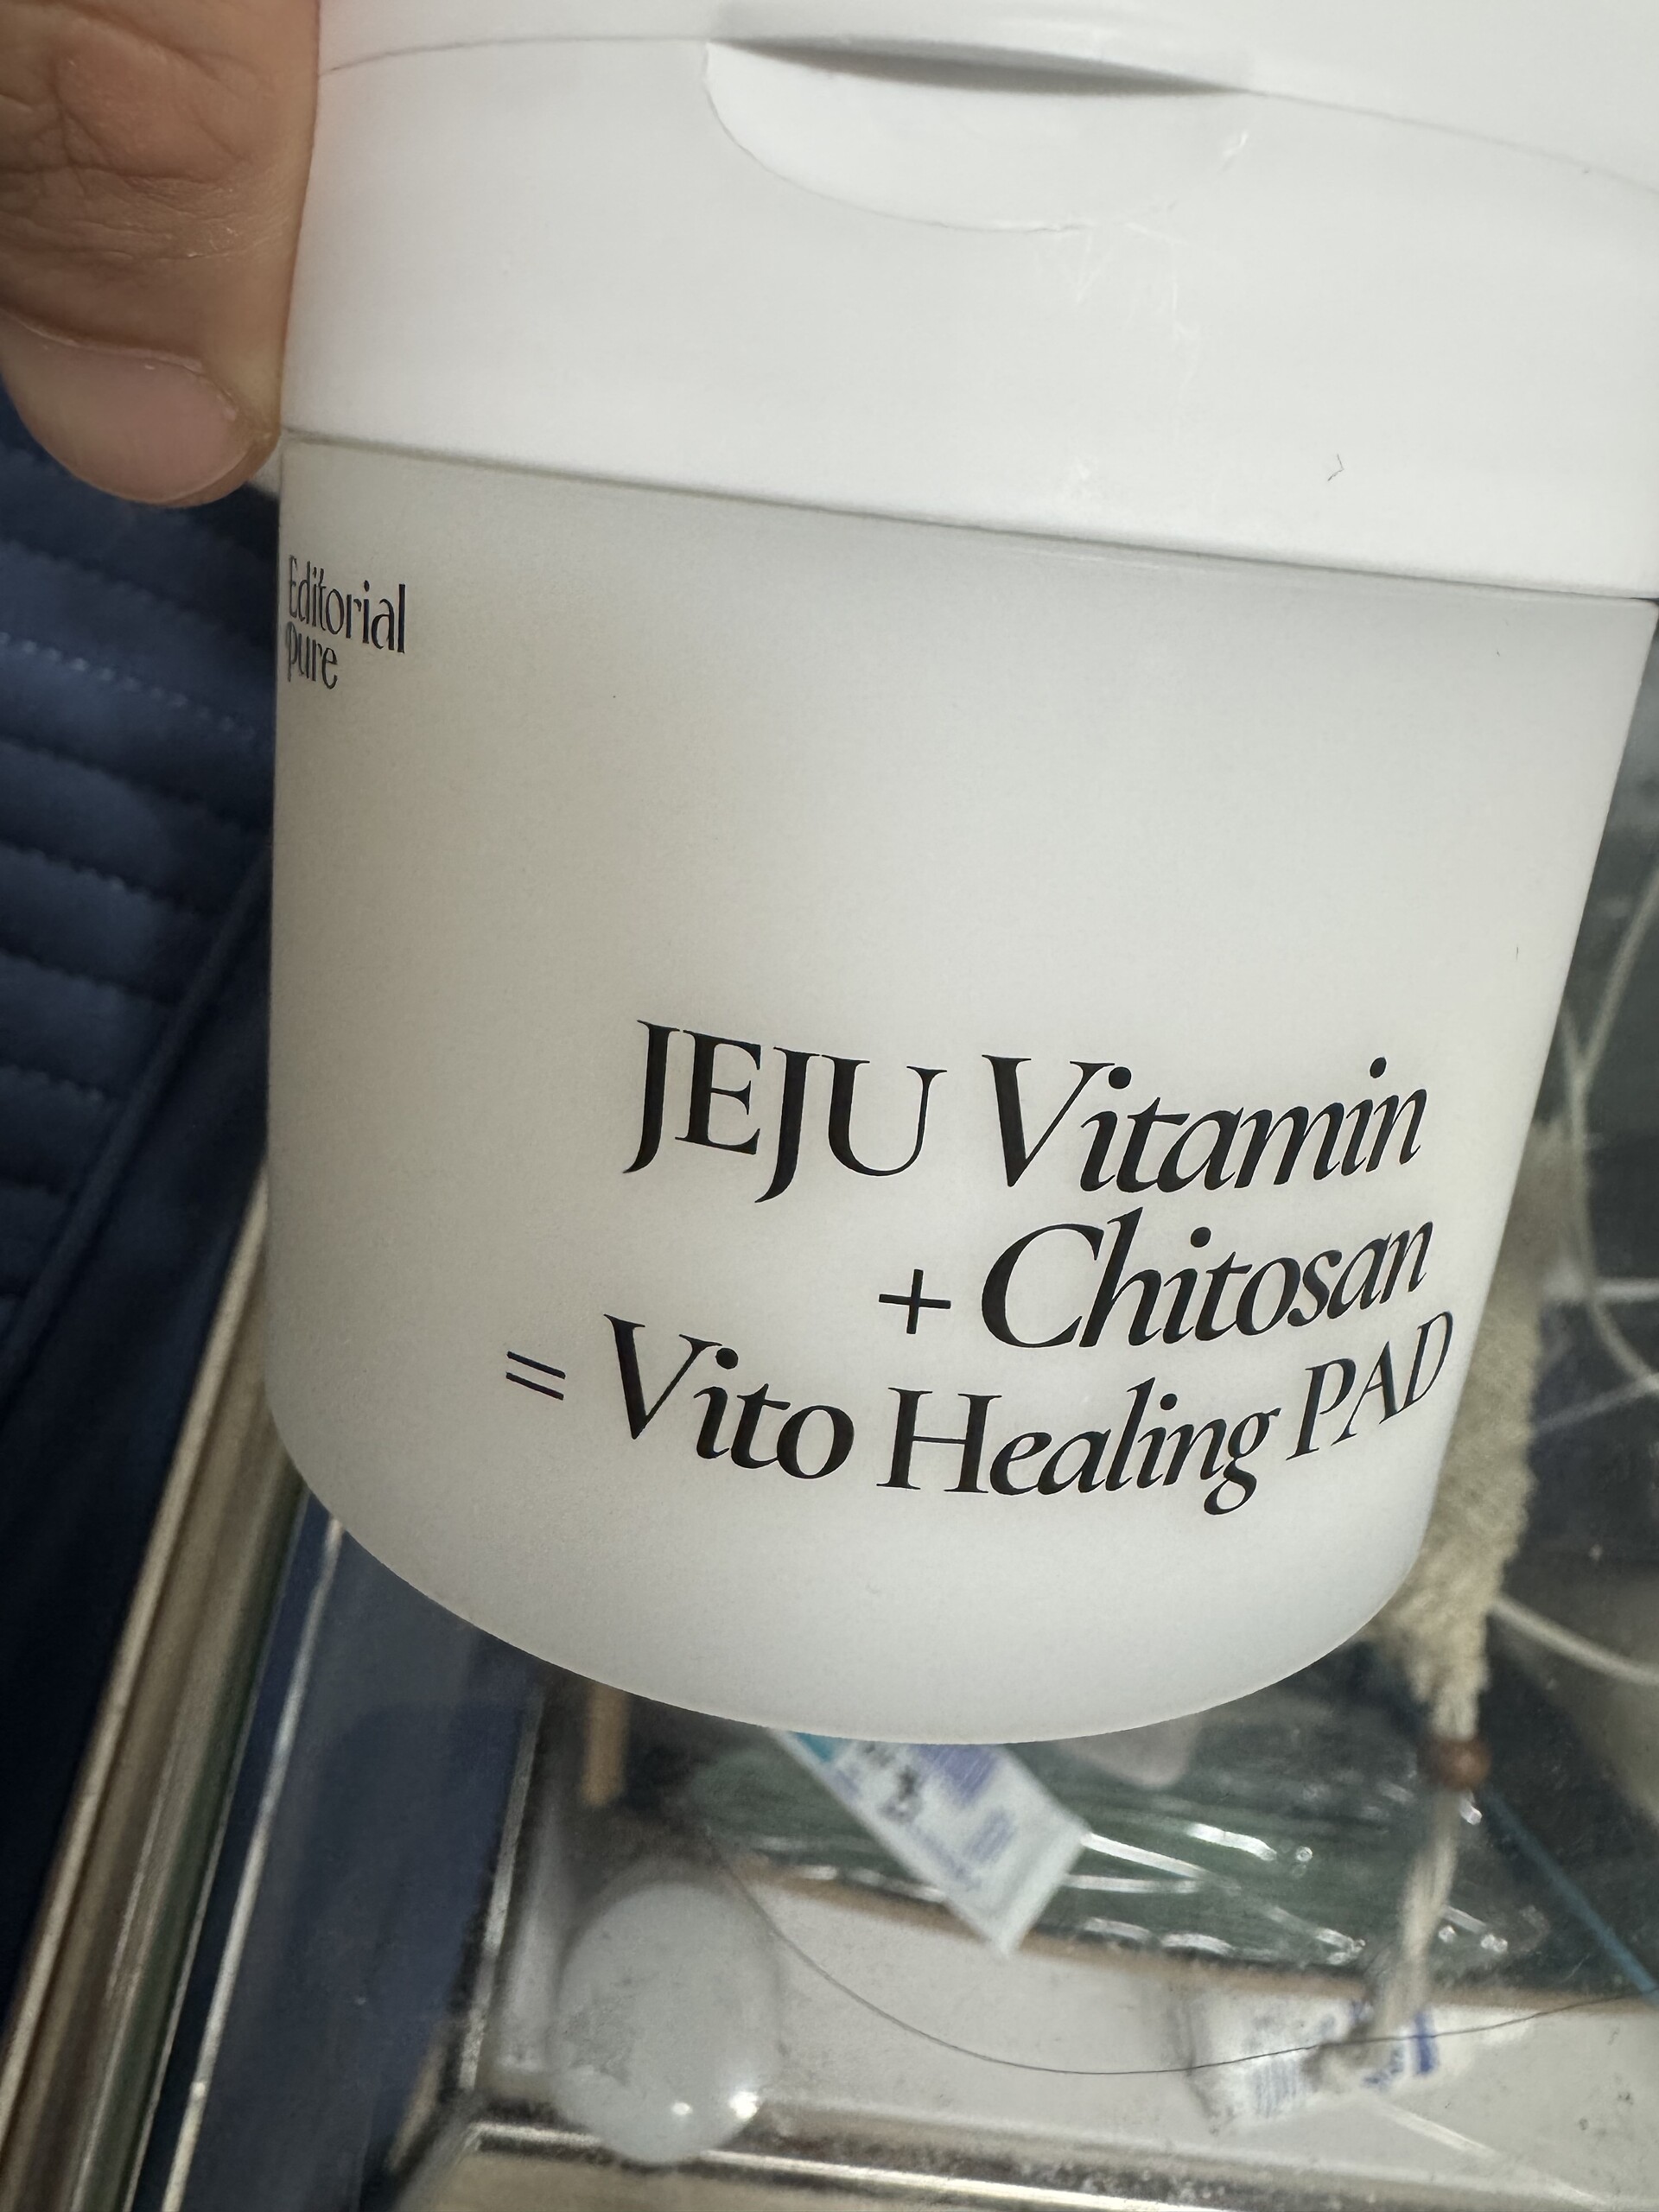 Editorial
pure
JEJU Vitamin
+ Chitosan
= Vito Healing PAD